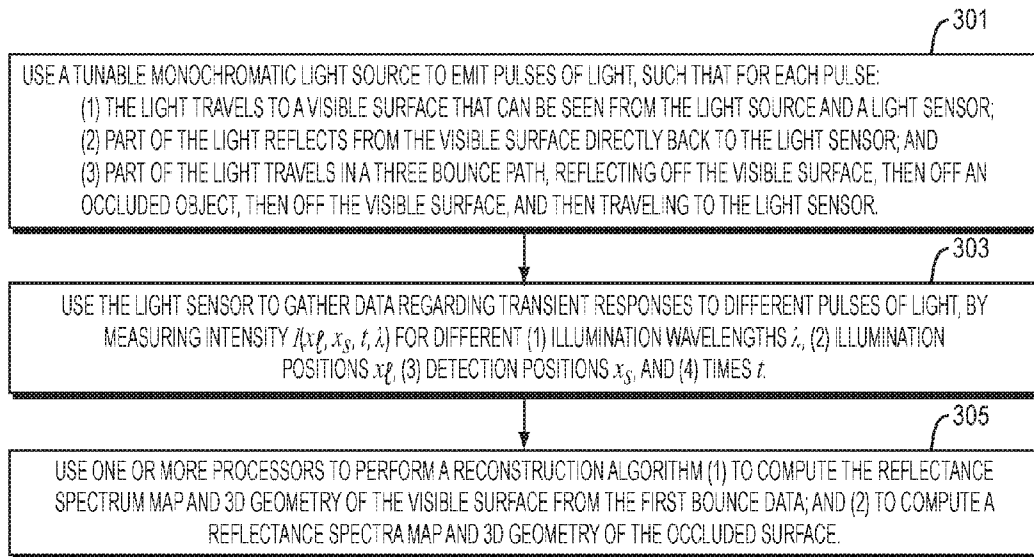 301
USE A TUNABLE MONOCHROMATIC LIGHT SOURCE TO EMIT PULSES OF LIGHT, SUCH THAT FOR EACH PULSE:
(1) THE LIGHT TRAVELS TO A VISIBLE SURFACE THAT CAN BE SEEN FROM THE LIGHT SOURCE AND A LIGHT SENSOR;
(2) PART OF THE LIGHT REFLECTS FROM THE VISIBLE SURFACE DIRECTLY BACK TO THE LIGHT SENSOR; AND
(3) PART OF THE LIGHT TRAVELS IN A THREE BOUNCE PATH, REFLECTING OFF THE VISIBLE SURFACE, THEN OFF AN
OCCLUDED OBJECT, THEN OFF THE VISIBLE SURFACE, AND THEN TRAVELING TO THE LIGHT SENSOR.
303
USE THE LIGHT SENSOR TO GATHER DATA REGARDING TRANSIENT RESPONSES TO DIFFERENT PULSES OF LIGHT, BY
MEASURING INTENSITY I(xℓ, xs, t, λ) FOR DIFFERENT (1) ILLUMINATION WAVELENGTHS λ, (2) ILLUMINATION
POSITIONS xℓ, (3) DETECTION POSITIONS xs, AND (4) TIMES t.
305
USE ONE OR MORE PROCESSORS TO PERFORM A RECONSTRUCTION ALGORITHM (1) TO COMPUTE THE REFLECTANCE
SPECTRUM MAP AND 3D GEOMETRY OF THE VISIBLE SURFACE FROM THE FIRST BOUNCE DATA; AND (2) TO COMPUTE A
REFLECTANCE SPECTRA MAP AND 3D GEOMETRY OF THE OCCLUDED SURFACE.